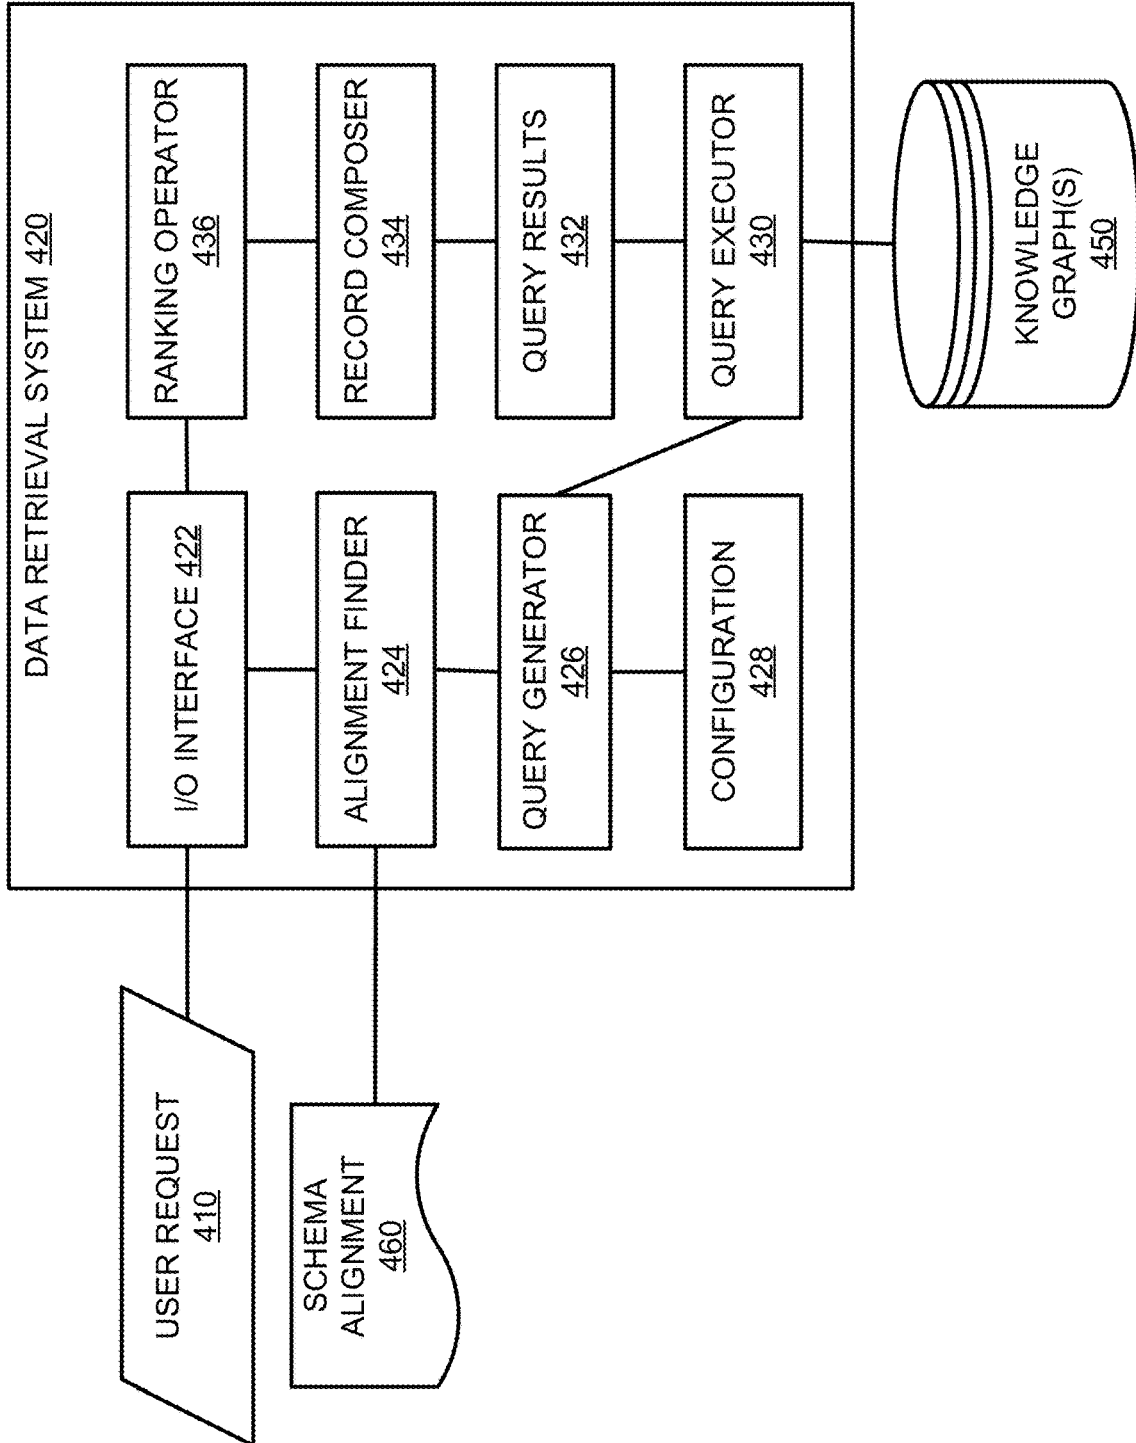 DATA RETRIEVAL SYSTEM 420
USER REQUEST
410
I/O INTERFACE 422
RANKING OPERATOR
436
SCHEMA
ALIGNMENT
460
ALIGNMENT FINDER
424
RECORD COMPOSER
434
QUERY GENERATOR
426
QUERY RESULTS
432
CONFIGURATION
428
QUERY EXECUTOR
430
KNOWLEDGE
GRAPH(S)
450